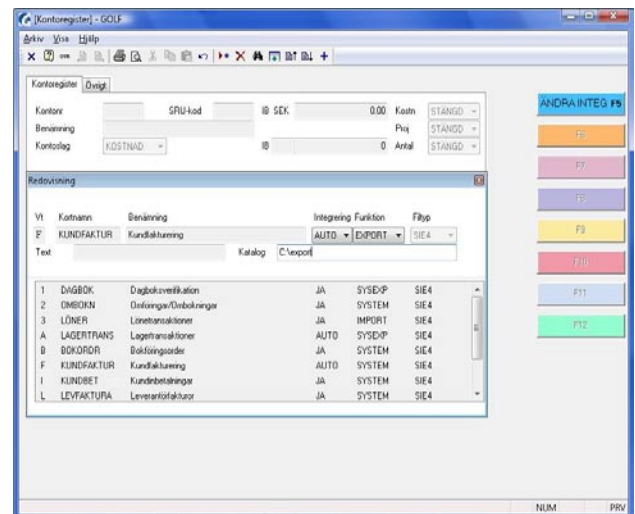 [Kontoregister] - GOLF
Arkiv Visa Hjälp
Kontoregister Övrigt
Kontonr SRU-kod IB SEK 0.00 Kostn STÄNGD
Benämning Proj STÄNGD
Kontoslag KOSTNAD IB 0 Antal STÄNGD
ÄNDRA INTEG F5
F6
F7
F8
F9
F10
F11
F12
Redovisning
Vt Kortnamn Benämning Integrering Funktion Filtyp
F KUNDFAKTUR Kundfakturering AUTO EXPORT SIE4
Text Katalog C:\export
1 DAGBOK Dagboksverifikation JA SYSEXP SIE4
2 OMBOKN Omföringar/Ombokningar JA SYSTEM SIE4
3 LÖNER Lönetransaktioner JA IMPORT SIE4
A LAGERTRANS Lagertransaktioner AUTO SYSEXP SIE4
B BOKORDR Bokföringsorder JA SYSTEM SIE4
F KUNDFAKTUR Kundfakturering AUTO SYSTEM SIE4
I KUNDBET Kundinbetalningar JA SYSTEM SIE4
L LEVFAKTURA Leverantörfakturor JA SYSTEM SIE4
NUM PRV